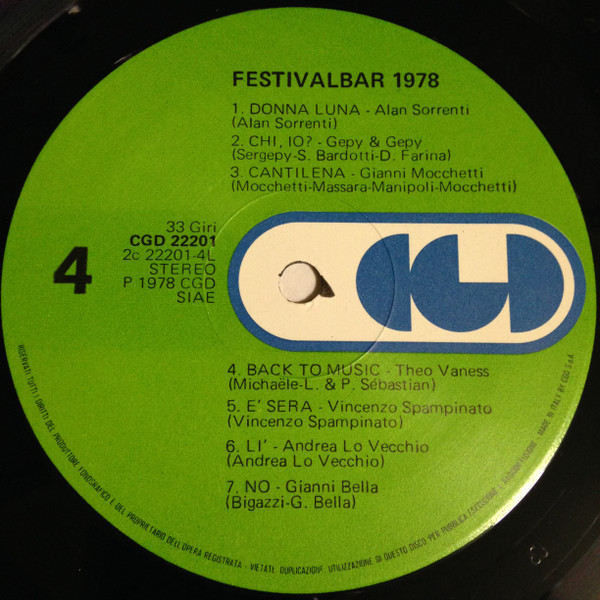 FESTIVALBAR 1978
1. DONNA LUNA - Alan Sorrenti
(Alan Sorrenti)
2. CHI, IO? - Gepy & Gepy
(Sergepy-S. Bardotti-D. Farina)
3. CANTILENA - Gianni Mocchetti
(Mocchetti-Massara-Manipoli-Mocchetti)
4
33 Giri
CGD 22201
2c 22201-4L
STEREO
P 1978 CGD
SIAE
CGD
4. BACK TO MUSIC - Theo Vaness
(Michaële-L. & P. Sébastian)
5. E' SERA - Vincenzo Spampinato
(Vincenzo Spampinato)
6. LI' - Andrea Lo Vecchio
(Andrea Lo Vecchio)
7. NO - Gianni Bella
(Bigazzi-G. Bella)
RISERVATI TUTTI I DIRITTI DEL PRODUTTORE FONOGRAFICO E DEL PROPRIETARIO DELL'OPERA REGISTRATA - VIETATE: DUPLICAZIONE, UTILIZZAZIONE DI QUESTO DISCO PER PUBBLICA ESECUZIONE - RADIODIFFUSIONE - MADE IN ITALY BY CGD S.p.A.